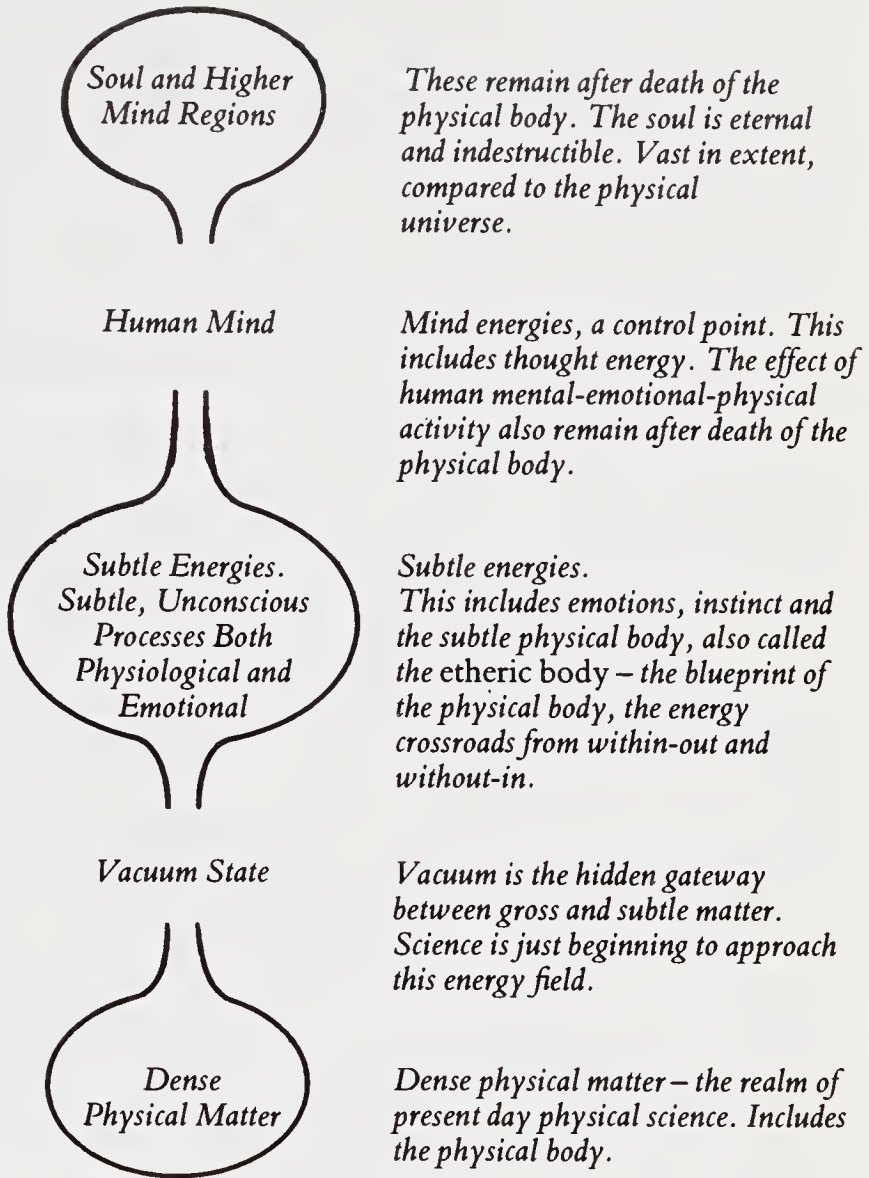 Soul and Higher
Mind Regions
These remain after death of the
physical body. The soul is eternal
and indestructible. Vast in extent,
compared to the physical
universe.
Human Mind
Mind energies, a control point. This
includes thought energy. The effect of
human mental-emotional-physical
activity also remain after death of the
physical body.
Subtle Energies.
Subtle, Unconscious
Processes Both
Physiological and
Emotional
Subtle energies.
This includes emotions, instinct and
the subtle physical body, also called
the etheric body – the blueprint of
the physical body, the energy
crossroads from within-out and
without-in.
Vacuum State
Vacuum is the hidden gateway
between gross and subtle matter.
Science is just beginning to approach
this energy field.
Dense
Physical Matter
Dense physical matter – the realm of
present day physical science. Includes
the physical body.